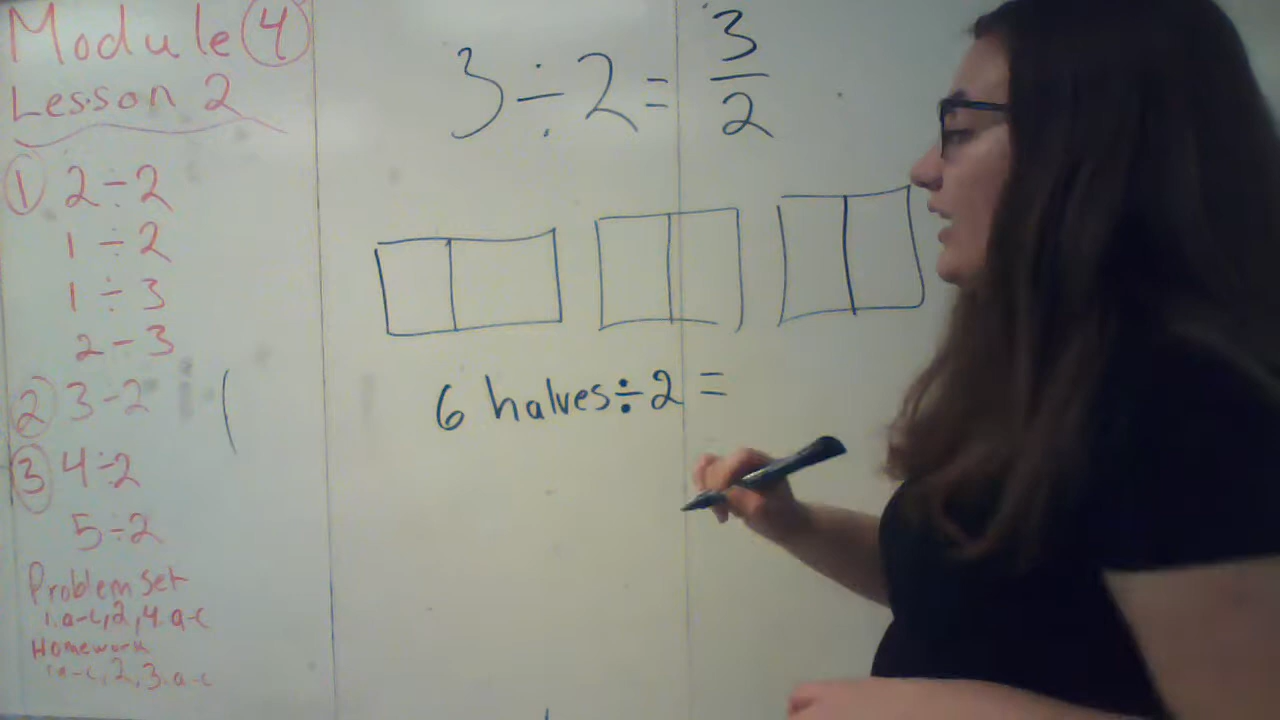 Module 4
Lesson 2
1 2÷2
1÷2
1÷3
2÷3
2 3÷2
3 4÷2
5÷2
Problem Set
1.a-c,2,4.a-c
Homework
1.a-c,2,3.a-c
3÷2=3/2
6 halves÷2=